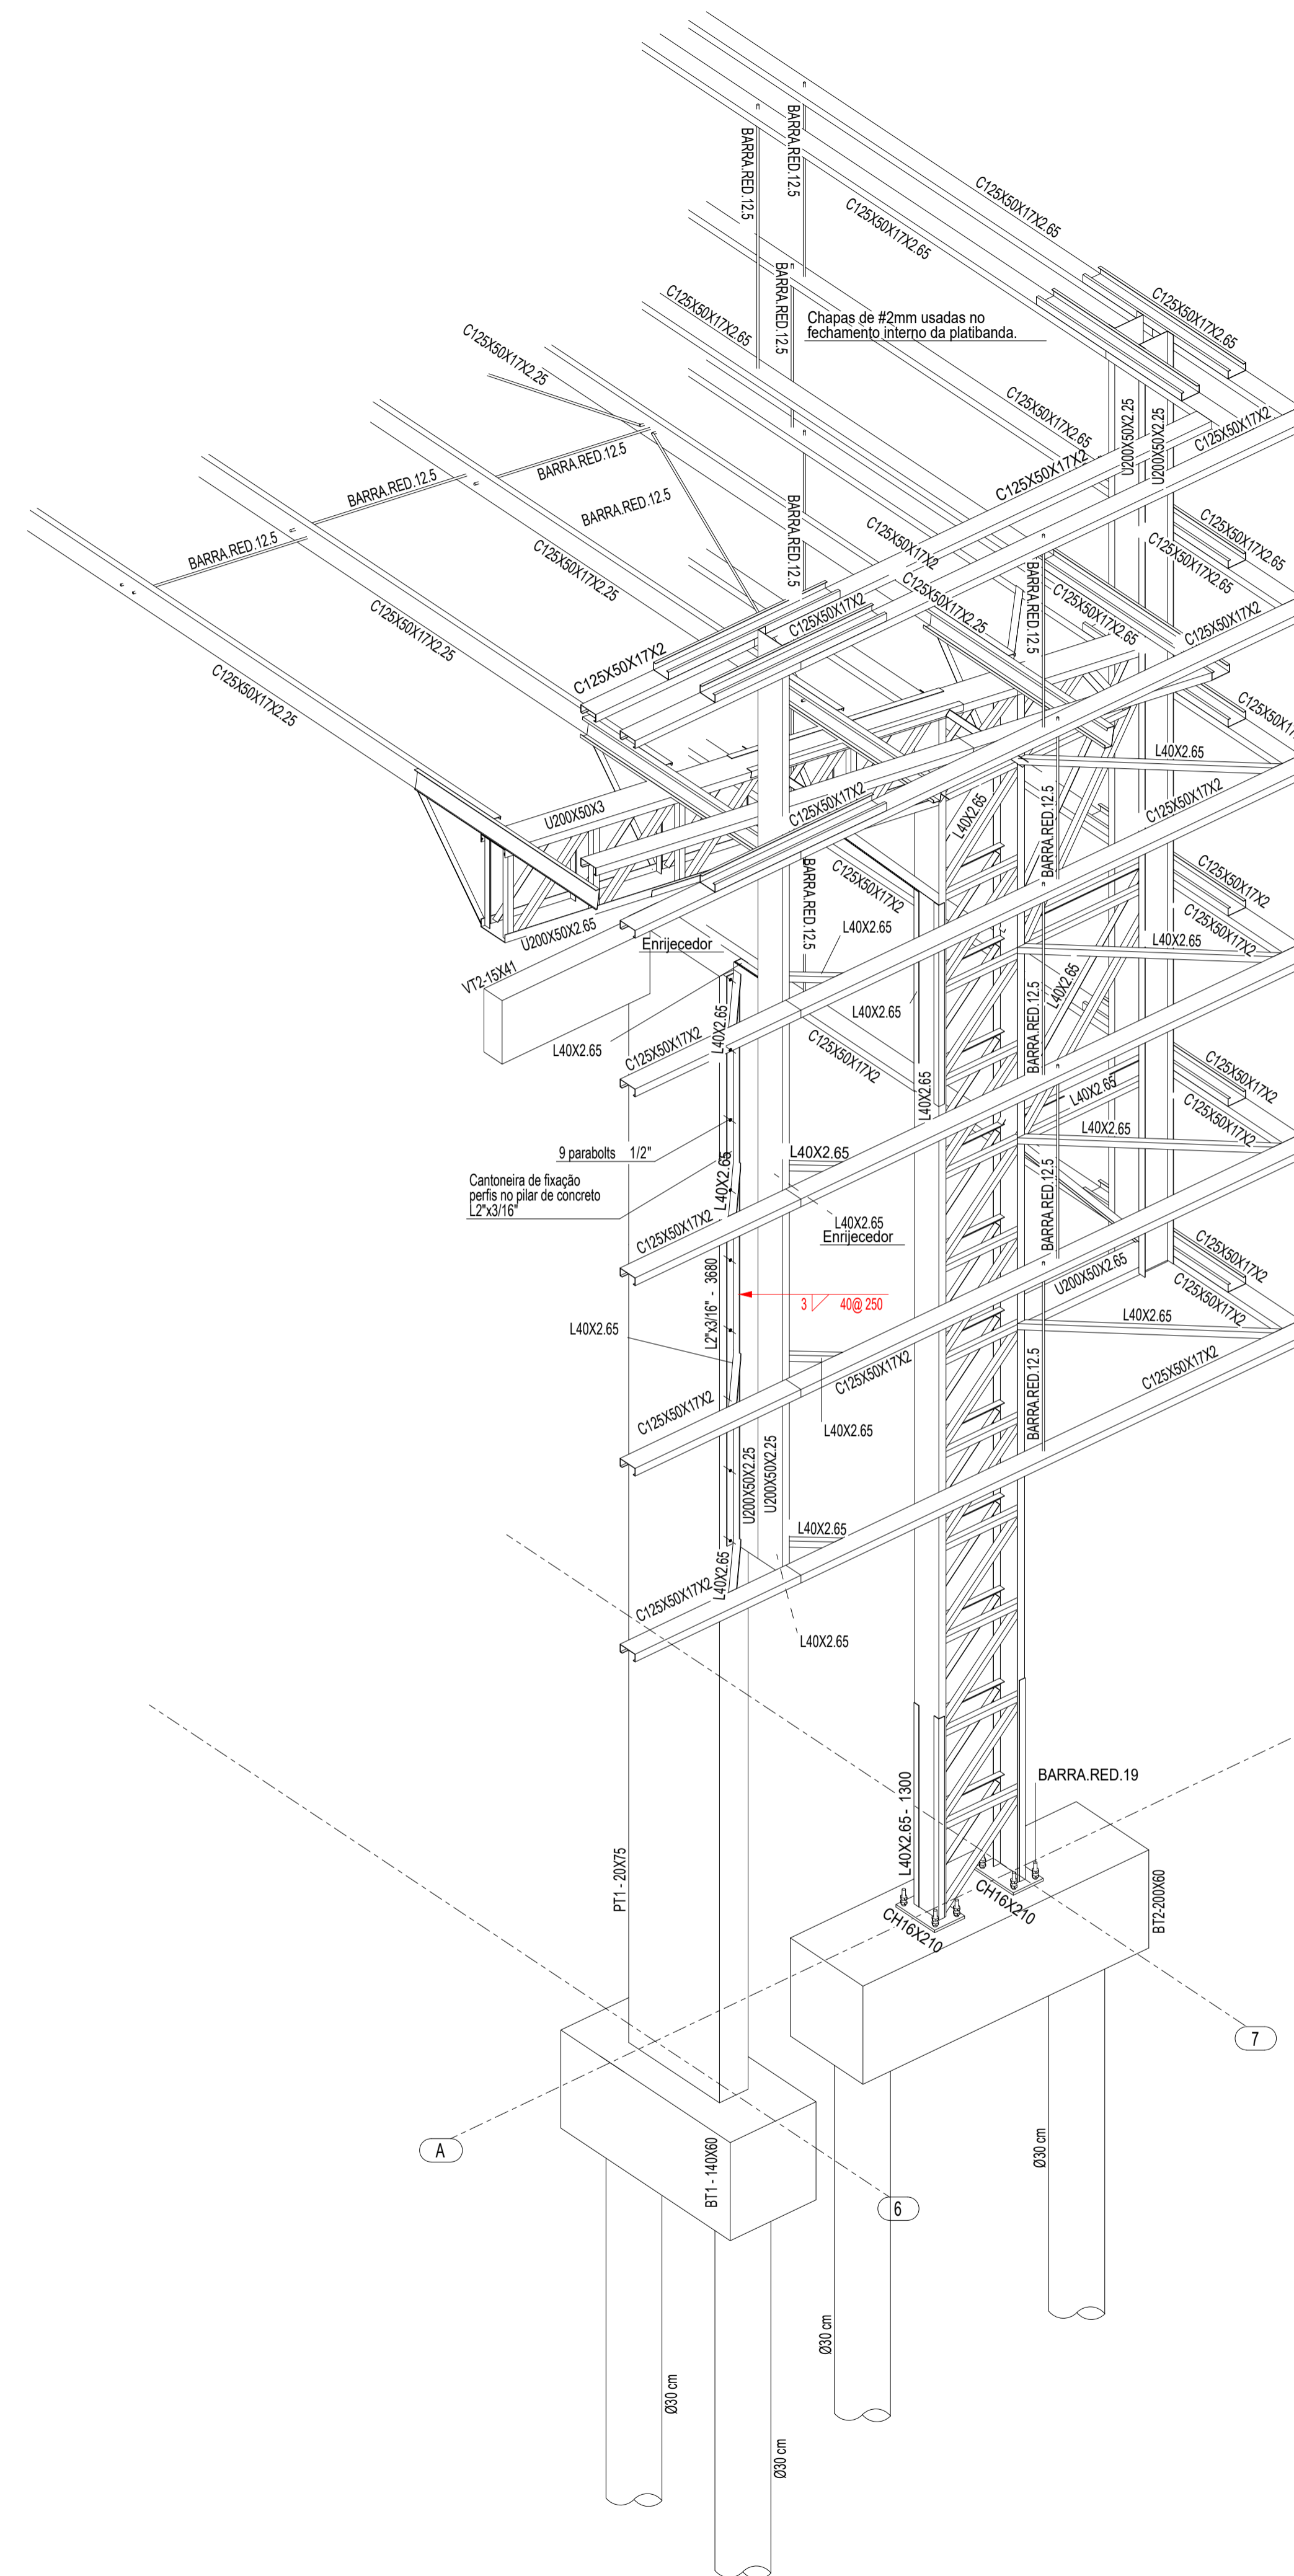 BARRA.RED.12.5
BARRA.RED.12.5
C125X50X17X2.65
C125X50X17X2.65
BARRA.RED.12.5
C125X50X17X2.65
C125X50X17X2.65
Chapas de #2mm usadas no
fechamento interno da platibanda.
C125X50X17X2.25
C125X50X17X2.65
U200X50X2.25
U200X50X2.25
C125X50X17X2
C125X50X17X2
BARRA.RED.12.5
BARRA.RED.12.5
BARRA.RED.12.5
BARRA.RED.12.5
BARRA.RED.12.5
C125X50X17X2
C125X50X17X2.65
C125X50X17X2.65
BARRA.RED.12.5
C125X50X17X2.25
C125X50X17X2.25
C125X50X17X2.65
C125X50X17X2
C125X50X17X2
C125X50X17X2.25
C125X50X17X2
C125X50X17X2.25
L40X2.65
C125X50X17X2
U200X50X3
C125X50X17X2
L40X2.65
BARRA.RED.12.5
BARRA.RED.12.5
C125X50X17X2
C125X50X17X2
C125X50X17X2
U200X50X2.65
Enrijecedor
L40X2.65
L40X2.65
VT2-15X41
L40X2.65
L40X2.65
L40X2.65
BARRA.RED.12.5
L40X2.65
C125X50X17X2
C125X50X17X2
C125X50X17X2
L40X2.65
L40X2.65
C125X50X17X2
9 parabolts 1/2"
L40X2.65
L40X2.65
Cantoneira de fixação
perfis no pilar de concreto
L2"x3/16"
L40X2.65
BARRA.RED.12.5
L40X2.65
Enrijecedor
C125X50X17X2
L2"x3/16" - 3680
U200X50X2.65
C125X50X17X2
C125X50X17X2
3 40@ 250
L40X2.65
L40X2.65
C125X50X17X2
C125X50X17X2
C125X50X17X2
BARRA.RED.12.5
L40X2.65
U200X50X2.25
U200X50X2.25
L40X2.65
L40X2.65
C125X50X17X2
L40X2.65
BARRA.RED.19
L40X2.65 - 1300
PT1 - 20X75
CH16X210
CH16X210
BT2-200X60
7
A
BT1 - 140X60
6
Ø30 cm
Ø30 cm
Ø30 cm
Ø30 cm